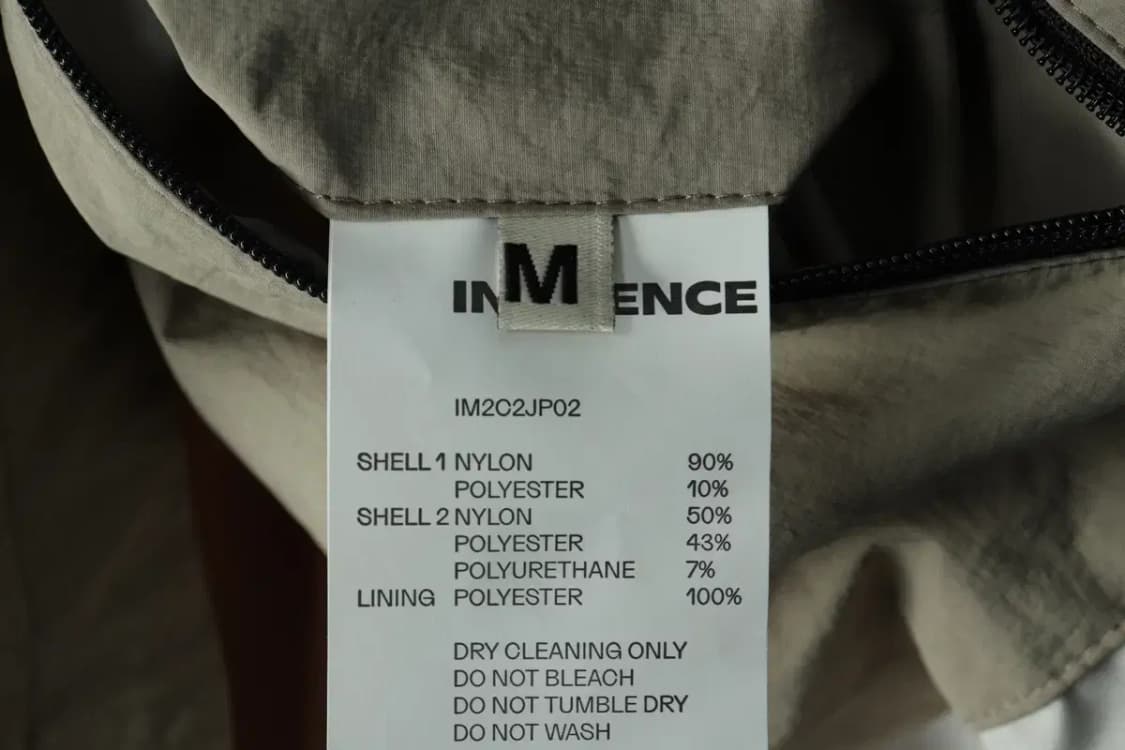 M
ENCE
IM2C2JP02
SHELL 1 NYLON 90%
POLYESTER 10%
SHELL 2 NYLON 50%
POLYESTER 43%
POLYURETHANE 7%
LINING POLYESTER 100%
DRY CLEANING ONLY
DO NOT BLEACH
DO NOT TUMBLE DRY
DO NOT WASH